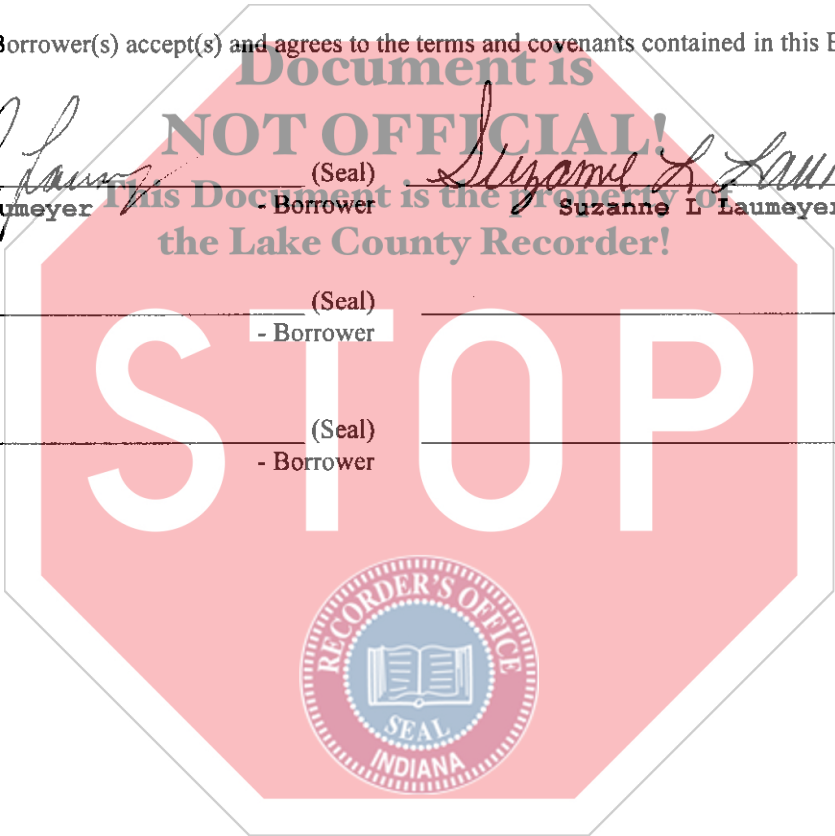 Borrower(s) accept(s) and agrees to the terms and covenants contained in this
Document is
NOT OFFICIAL!
This Document is the property of
the Lake County Recorder!
(Seal)
Suzanne L
umeyer - Borrower Suzanne L Laumeyer
(Seal)
- Borrower
(Seal)
- Borrower
STOP
RECORDER'S OFFICE
SEAL
INDIANA